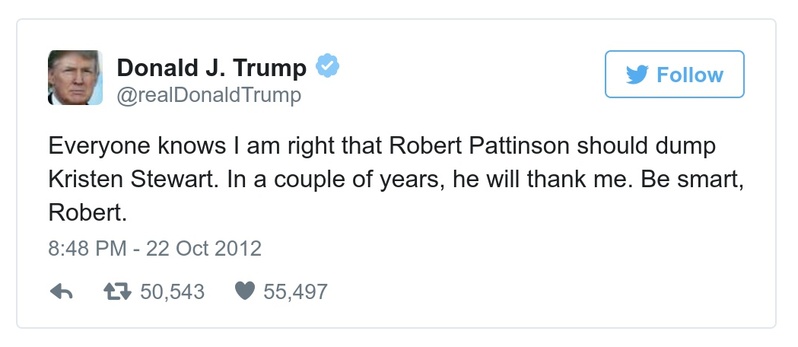 Donald J. Trump
@realDonaldTrump
Follow
Everyone knows I am right that Robert Pattinson should dump
Kristen Stewart. In a couple of years, he will thank me. Be smart,
Robert.
8:48 PM - 22 Oct 2012
50,543 55,497